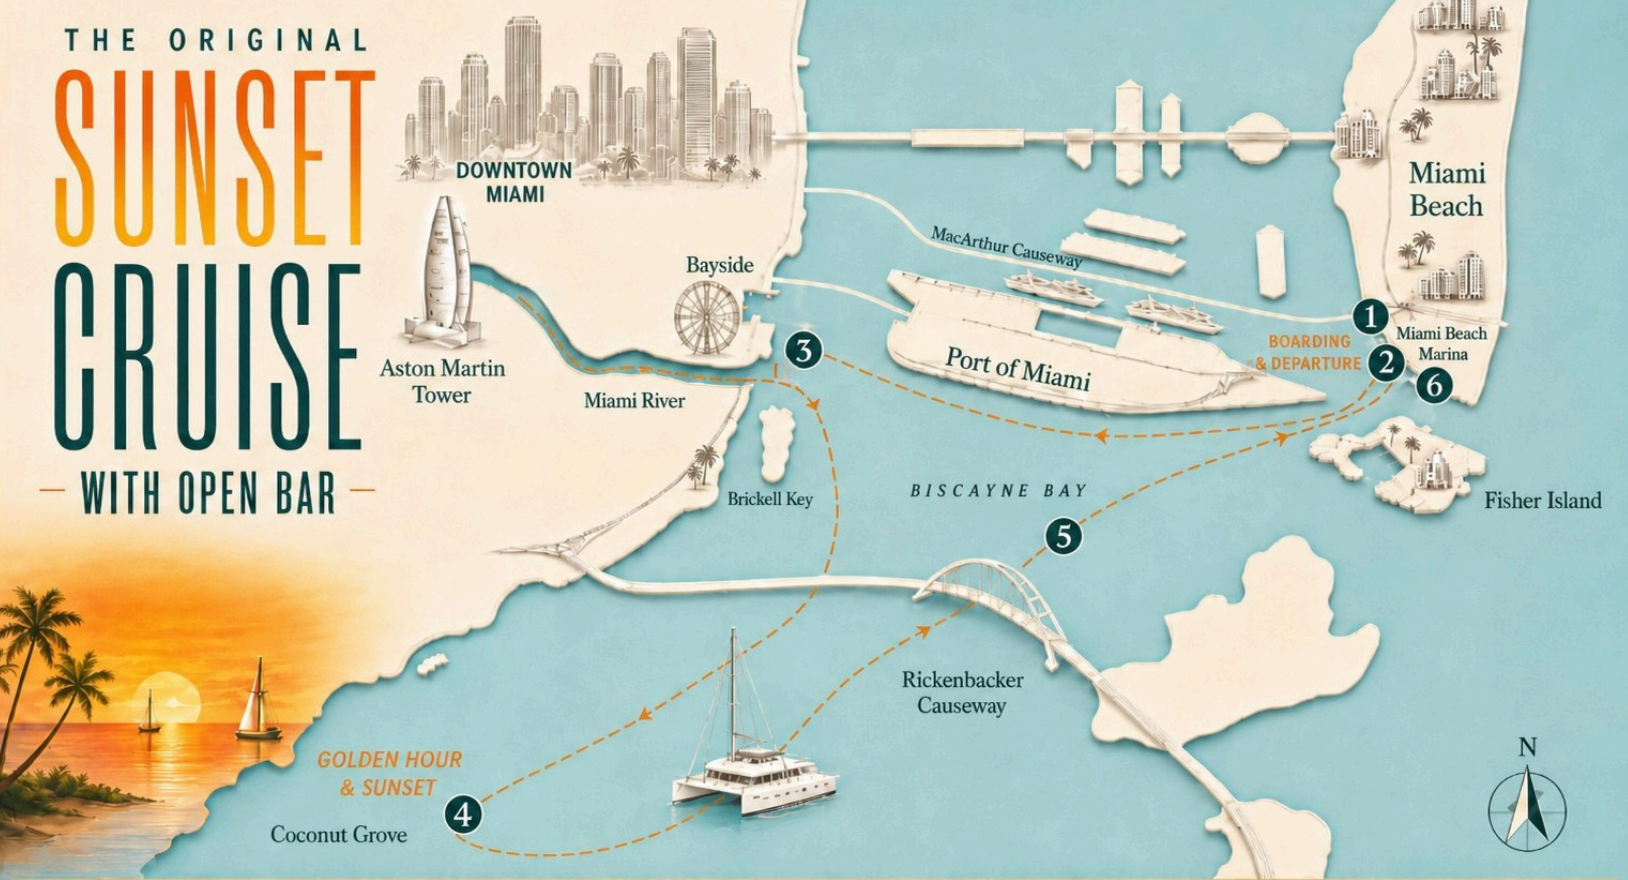 THE ORIGINAL
SUNSET
CRUISE
WITH OPEN BAR
DOWNTOWN
MIAMI
Miami
Beach
MacArthur Causeway
Bayside
Aston Martin
Tower
Miami River
3
Port of Miami
1
BOARDING
& DEPARTURE
2
Miami Beach
Marina
6
Brickell Key
BISCAYNE BAY
Fisher Island
5
Rickenbacker
Causeway
GOLDEN HOUR
& SUNSET
4
Coconut Grove
N